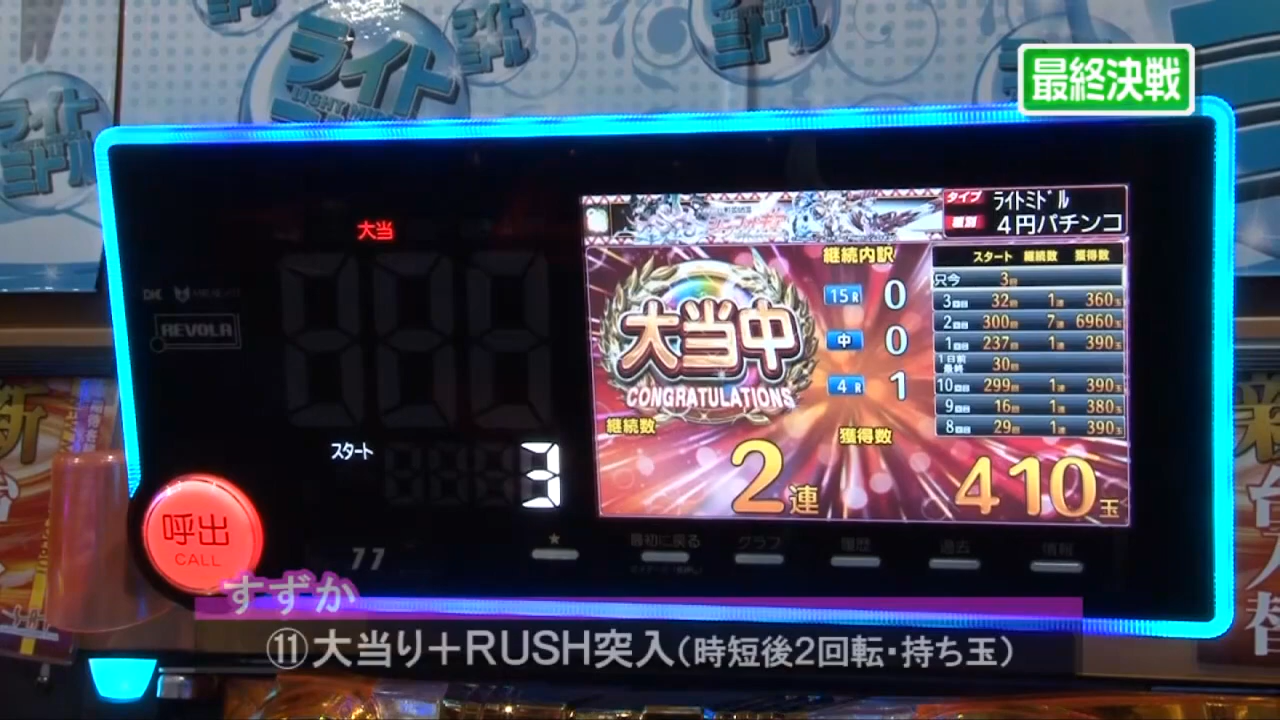 ライトミドル
最終決戦
タイプ ライトミドル
種別 4円パチンコ
大当
REVOLA
大当中
CONGRATULATIONS
継続内訳
15R 0
中 0
4R 1
継続数
2連
獲得数
410玉
スタート 継続数 獲得数
只今 3回
3回目 32回 1連 360玉
2回目 300回 7連 6960玉
1回目 237回 1連 390玉
1日前最終 30回
10回目 299回 1連 390玉
9回目 16回 1連 380玉
8回目 29回 1連 390玉
スタート 3
呼出
CALL
77
★ 最初に戻る グラフ 履歴 過去 情報
すずか
⑪大当り+RUSH突入(時短後2回転・持ち玉)